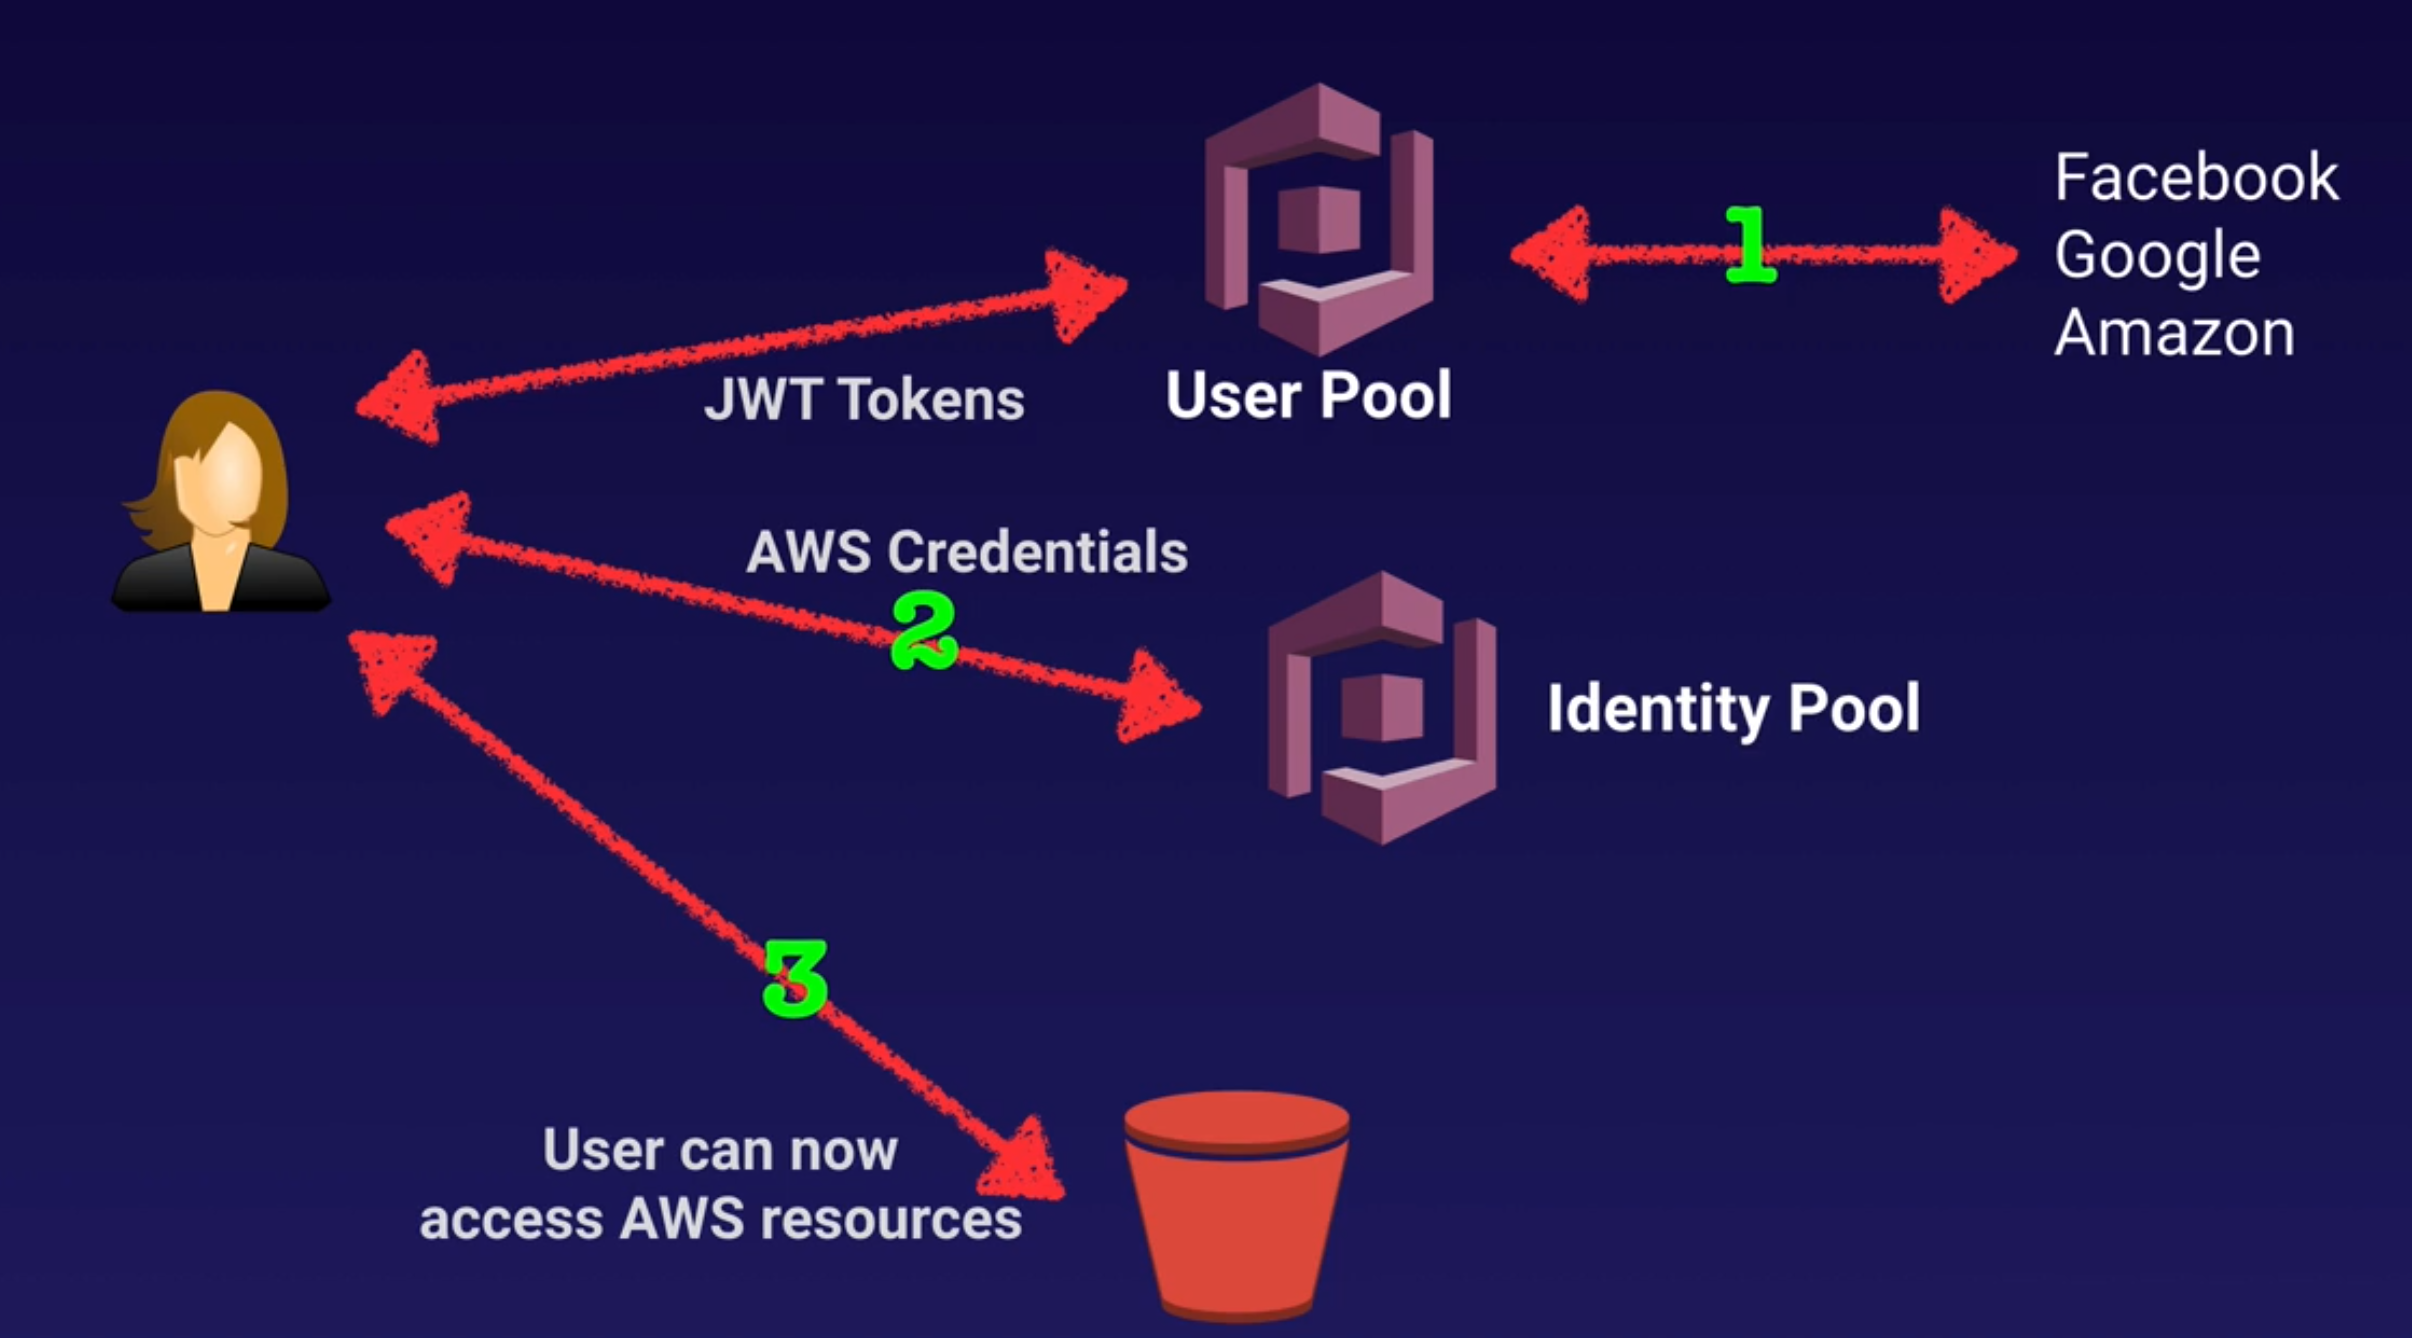 Facebook
1
Google
Amazon
JWT Tokens
User Pool
AWS Credentials
2
Identity Pool
3
User can now
access AWS resources